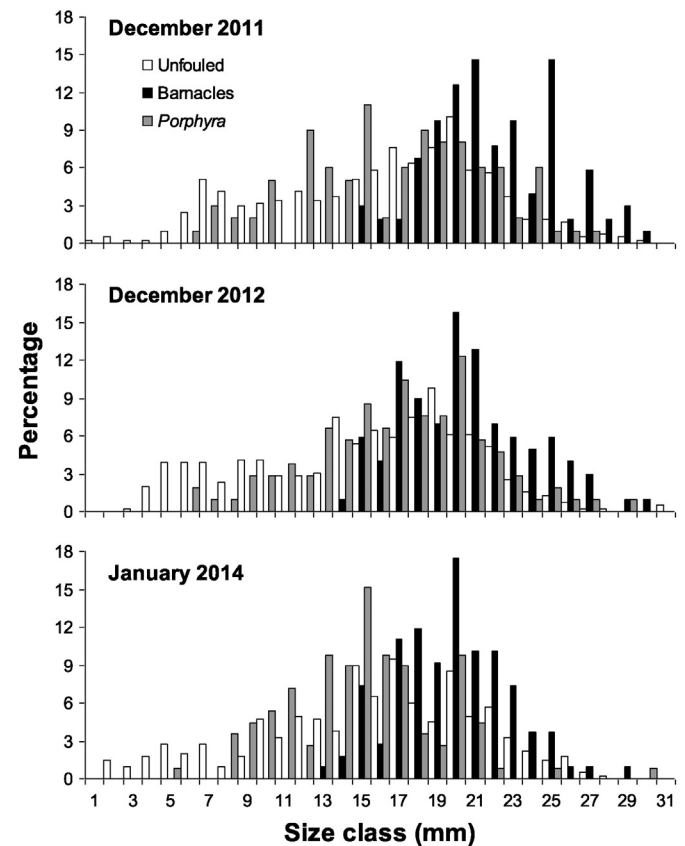 December 2011
Unfouled
Barnacles
Porphyra
18
15
12
9
6
3
0
December 2012
18
15
12
9
6
3
0
Percentage
January 2014
18
15
12
9
6
3
0
1 3 5 7 9 11 13 15 17 19 21 23 25 27 29 31
Size class (mm)